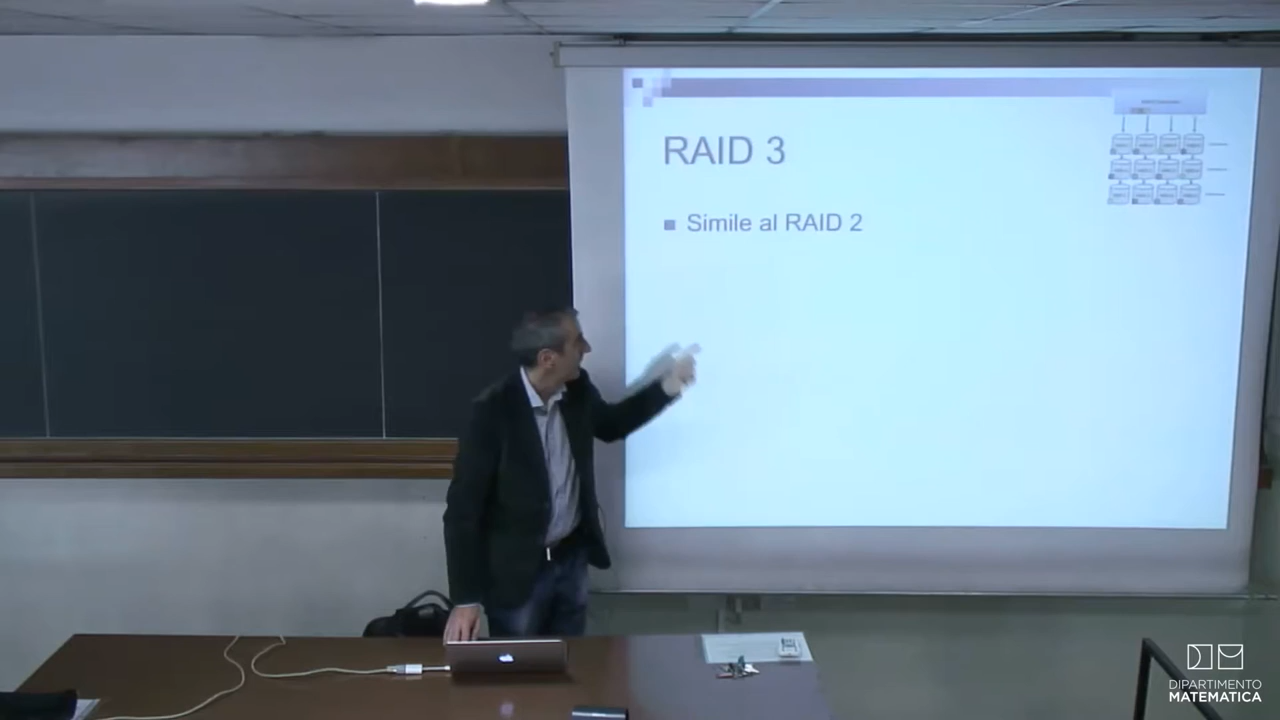 RAID 3
Simile al RAID 2
DIPARTIMENTO
MATEMATICA